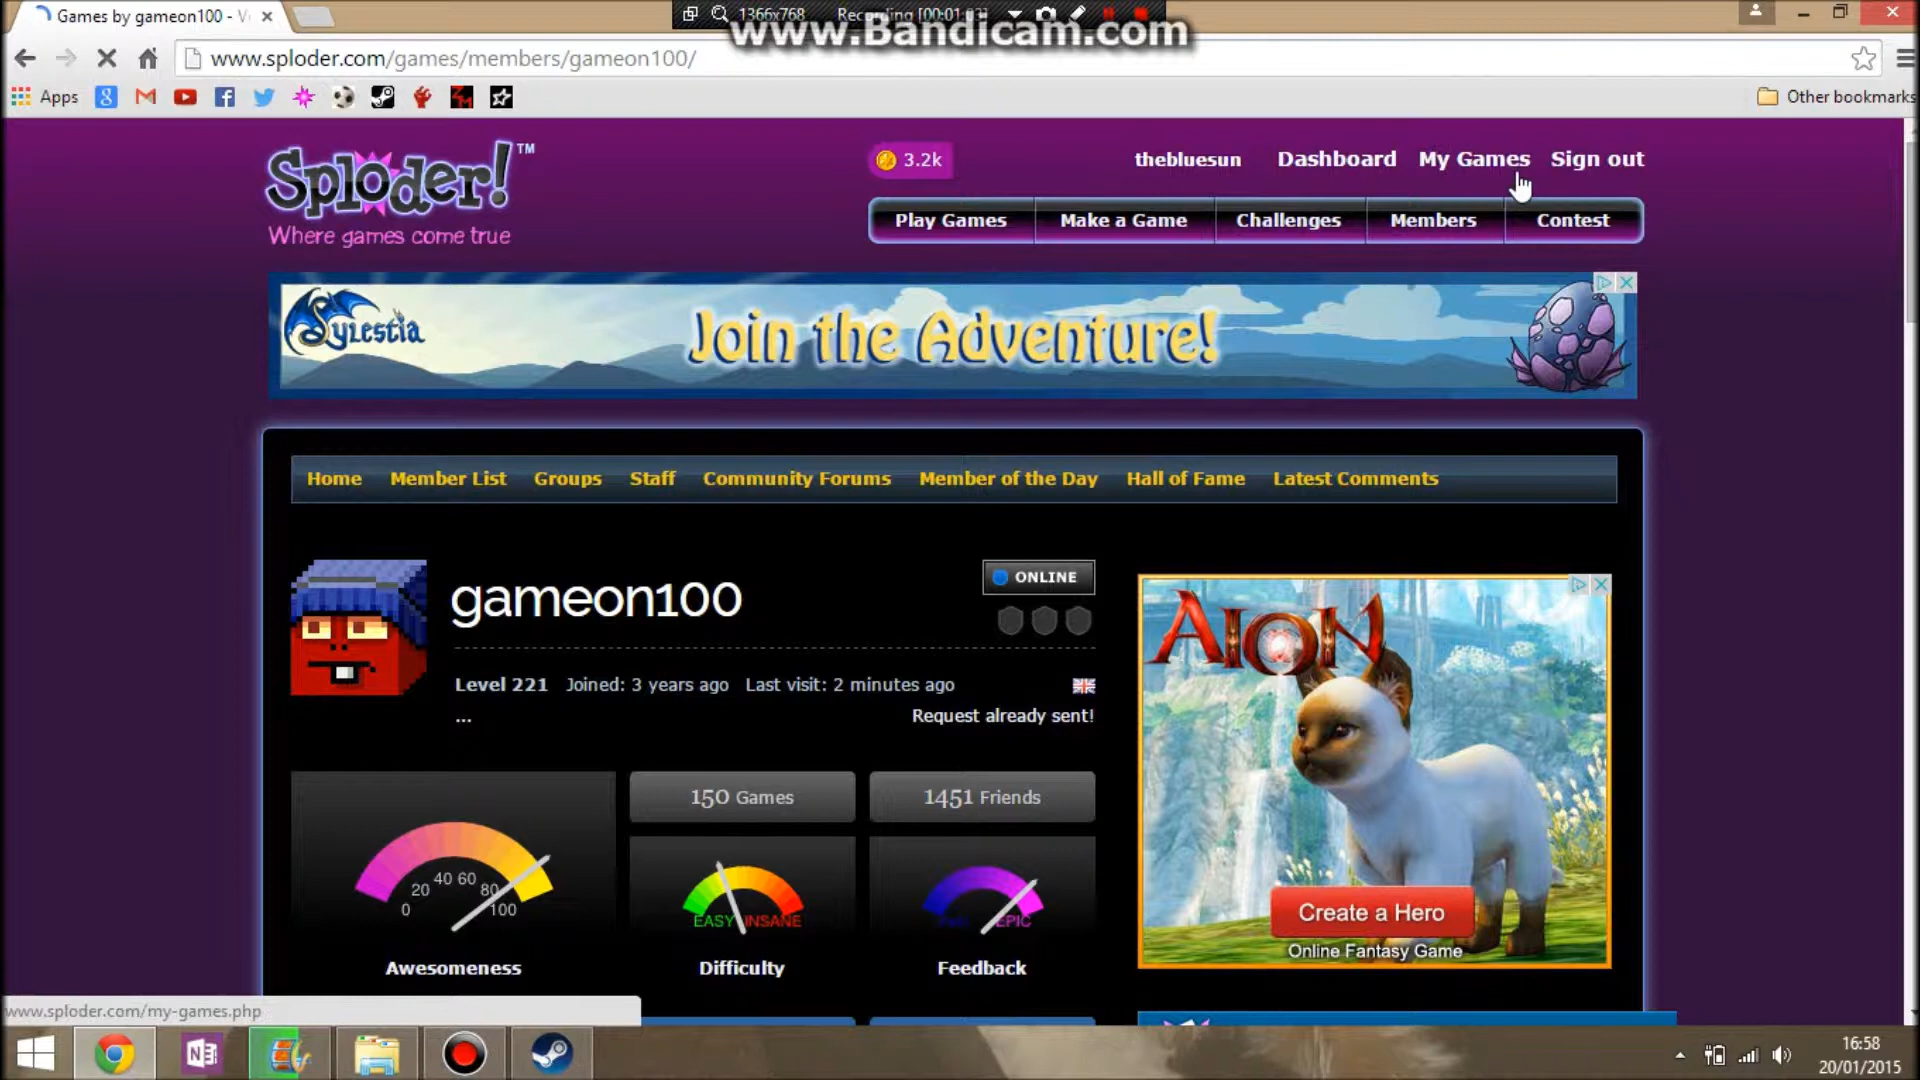 Games by gameon100 - V
1366x768 Recording [00:01:03]
www.Bandicam.com
www.sploder.com/games/members/gameon100/
Apps
Other bookmarks
Sploder!™
Where games come true
3.2k
thebluesun Dashboard My Games Sign out
Play Games Make a Game Challenges Members Contest
Sylestia
Join the Adventure!
Home Member List Groups Staff Community Forums Member of the Day Hall of Fame Latest Comments
gameon100
ONLINE
Level 221 Joined: 3 years ago Last visit: 2 minutes ago
...
Request already sent!
150 Games
1451 Friends
0 20 40 60 80 100
EASY INSANE
EPIC
Awesomeness
Difficulty
Feedback
AION
Create a Hero
Online Fantasy Game
www.sploder.com/my-games.php
N
16:58
20/01/2015